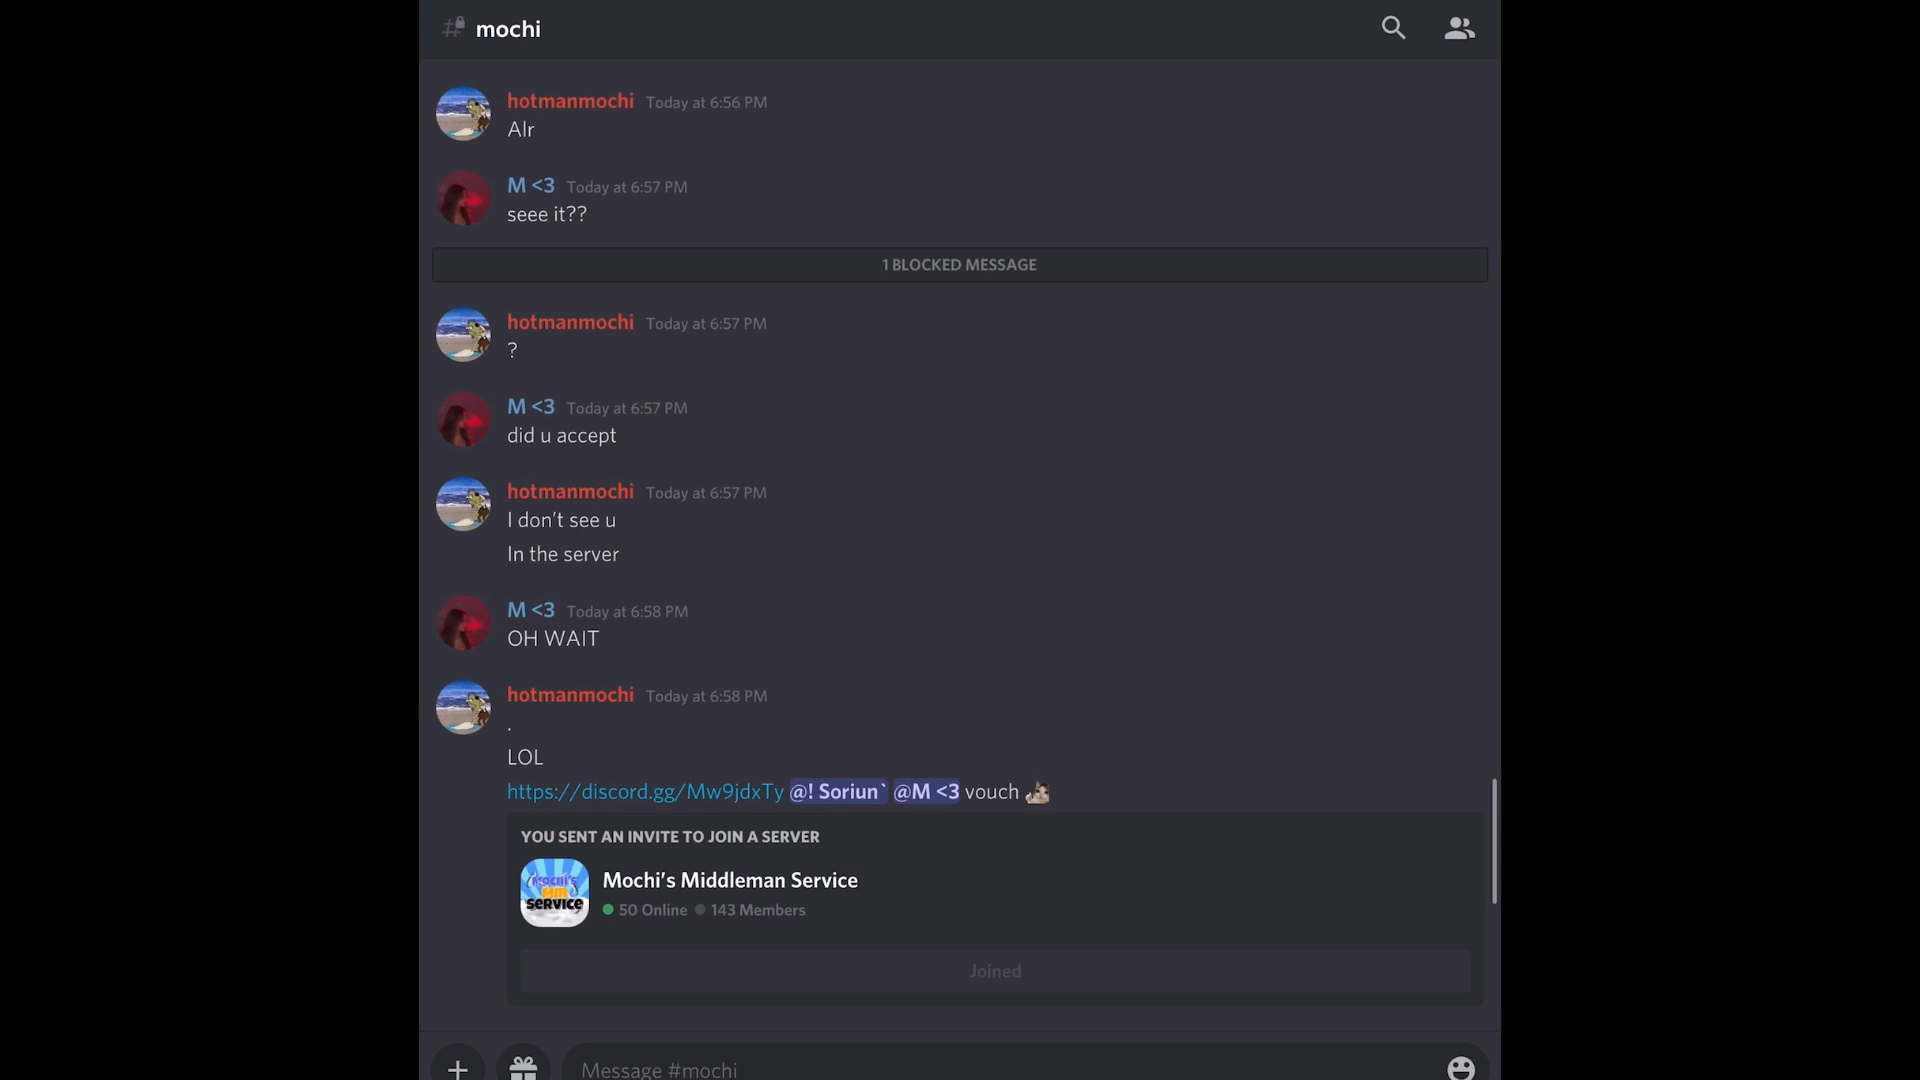 mochi
hotmanmochi Today at 6:56 PM
Alr
M <3 Today at 6:57 PM
seee it??
1 BLOCKED MESSAGE
hotmanmochi Today at 6:57 PM
?
M <3 Today at 6:57 PM
did u accept
hotmanmochi Today at 6:57 PM
I don't see u
In the server
M <3 Today at 6:58 PM
OH WAIT
hotmanmochi Today at 6:58 PM
.
LOL
https://discord.gg/Mw9jdxTy @! Soriun` @M <3 vouch
YOU SENT AN INVITE TO JOIN A SERVER
MOCHI'S
MM
SERVICE
Mochi's Middleman Service
50 Online 143 Members
Joined
Message #mochi